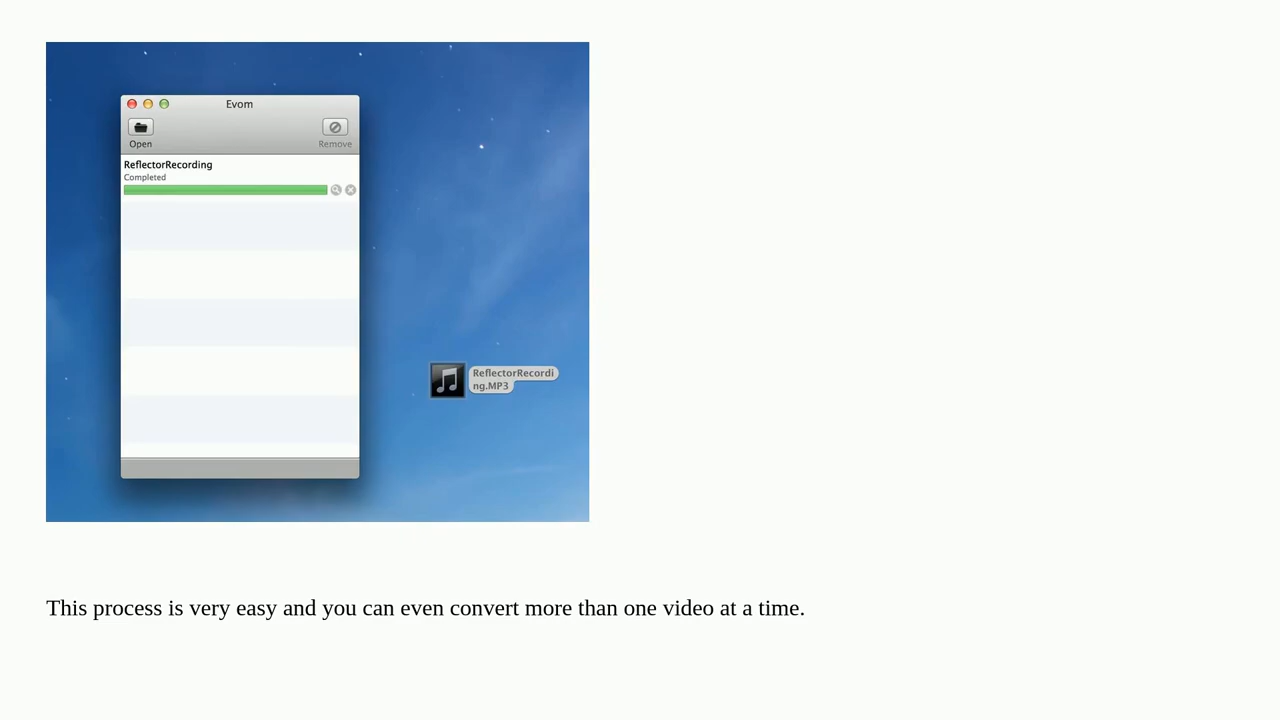 Evom
Open
Remove
ReflectorRecording
Completed
ReflectorRecordi
ng.MP3
This process is very easy and you can even convert more than one video at a time.